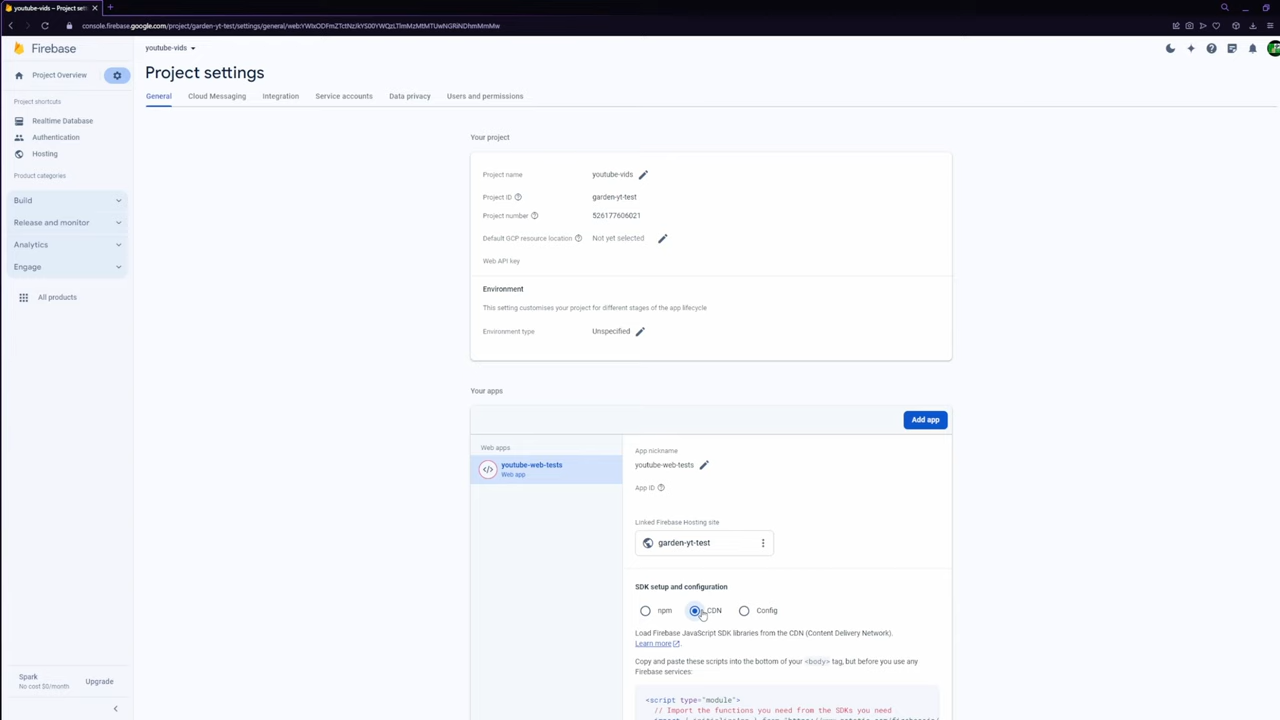 youtube-vids – Project sett
Firebase
youtube-vids
Project settings
Project Overview
General
Cloud Messaging
Integration
Service accounts
Data privacy
Users and permissions
Project shortcuts
Realtime Database
Authentication
Hosting
Product categories
Build
Release and monitor
Analytics
Engage
All products
Your project
Project name
youtube-vids
Project ID
garden-yt-test
Project number
526177606021
Default GCP resource location
Not yet selected
Web API key
Environment
This setting customises your project for different stages of the app lifecycle
Environment type
Unspecified
Your apps
Add app
Web apps
youtube-web-tests
Web app
App nickname
youtube-web-tests
App ID
Linked Firebase Hosting site
garden-yt-test
SDK setup and configuration
npm
CDN
Config
Load Firebase JavaScript SDK libraries from the CDN (Content Delivery Network).
Learn more
Copy and paste these scripts into the bottom of your <body> tag, but before you use any
Firebase services:
<script type="module">
// Import the functions you need from the SDKs you need
Spark
No cost $0/month
Upgrade